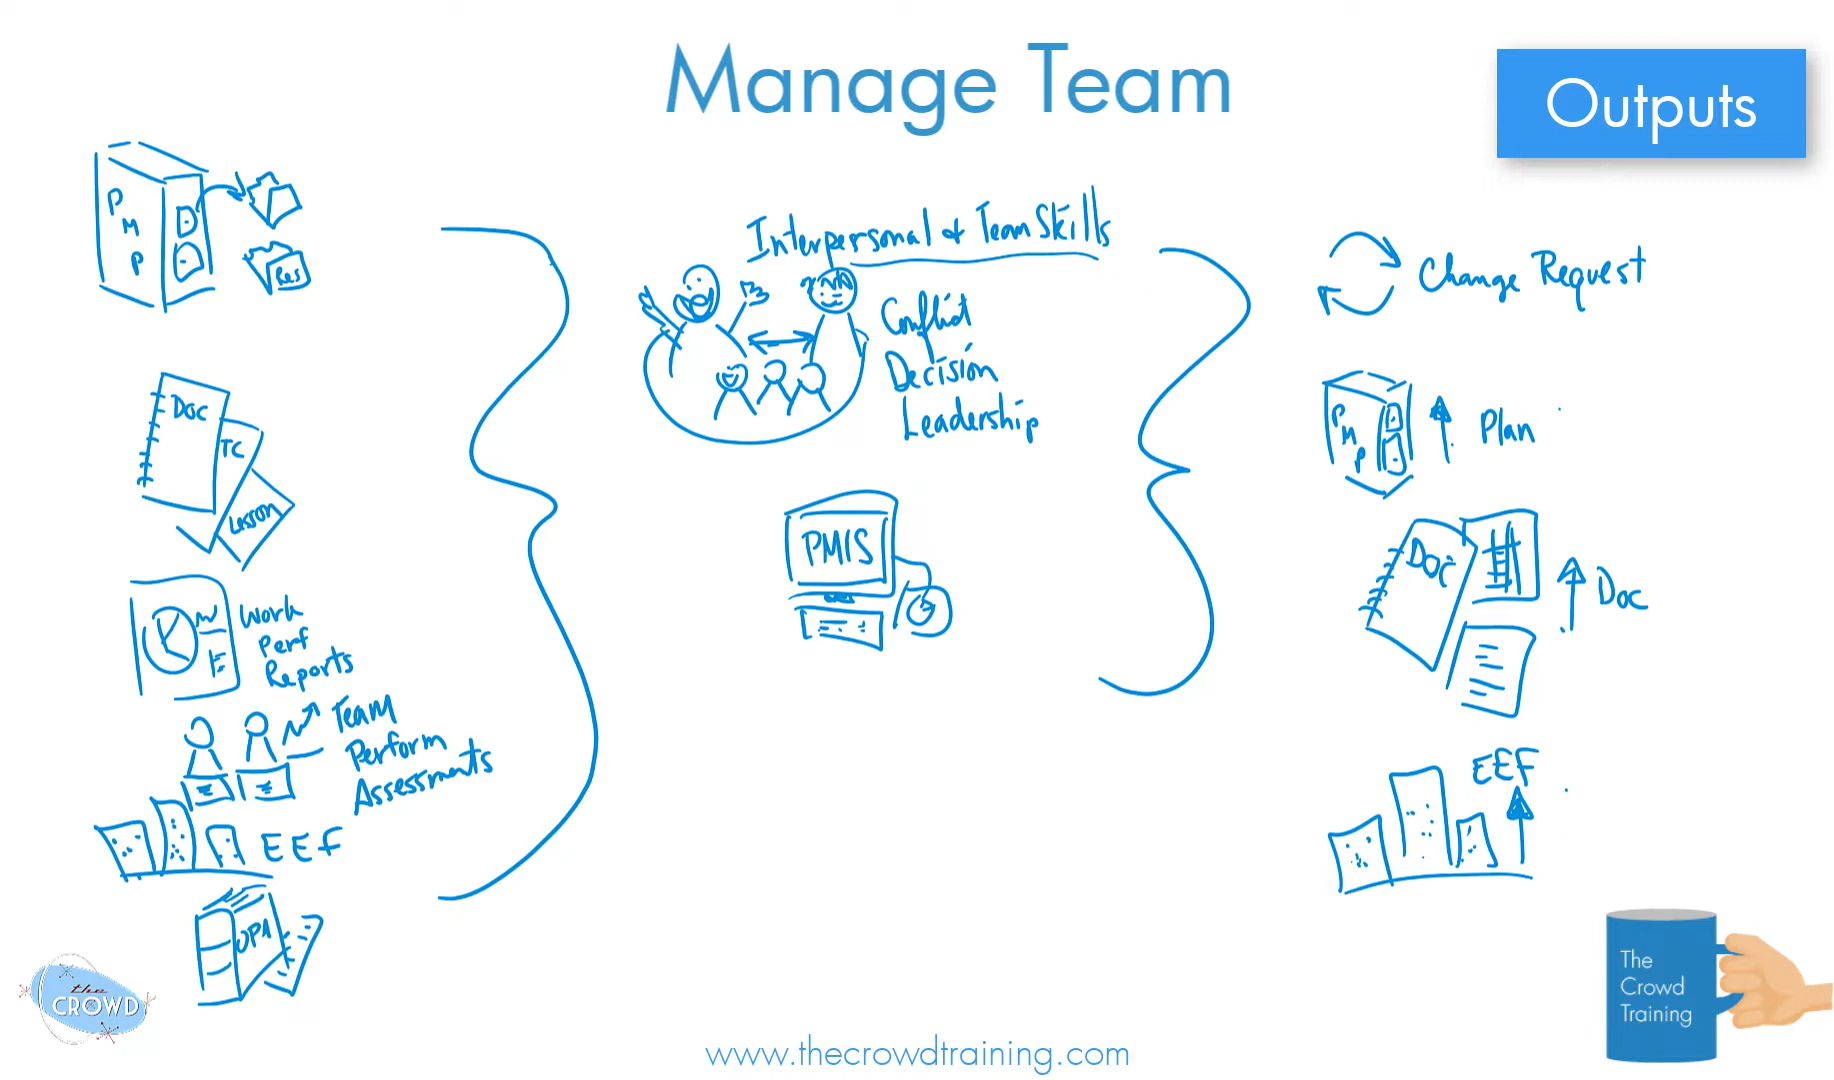 Manage Team
Outputs
P
M
P
Res
Doc
TC
Lesson
Work
Perf
Reports
Team
Perform
Assessments
EEF
OPA
Interpersonal & Team Skills
Conflict
Decision
Leadership
PMIS
Change Request
P
M
P
Plan
Doc
Doc
EEF
the
CROWD
The
Crowd
Training
www.thecrowdtraining.com